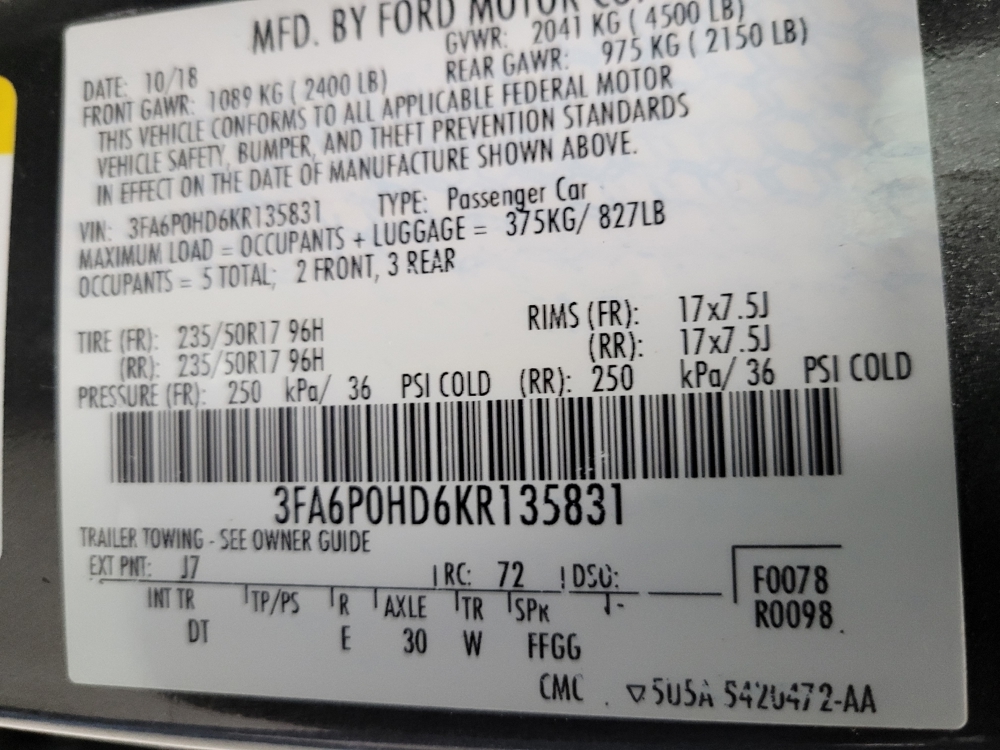 MFD. BY FORD MOTOR CO.
DATE: 10/18 GVWR: 2041 KG ( 4500 LB)
FRONT GAWR: 1089 KG ( 2400 LB) REAR GAWR: 975 KG ( 2150 LB)
THIS VEHICLE CONFORMS TO ALL APPLICABLE FEDERAL MOTOR
VEHICLE SAFETY, BUMPER, AND THEFT PREVENTION STANDARDS
IN EFFECT ON THE DATE OF MANUFACTURE SHOWN ABOVE.
VIN: 3FA6P0HD6KR135831 TYPE: Passenger Car
MAXIMUM LOAD = OCCUPANTS + LUGGAGE = 375KG/ 827LB
OCCUPANTS = 5 TOTAL; 2 FRONT, 3 REAR
TIRE (FR): 235/50R17 96H RIMS (FR): 17x7.5J
(RR): 235/50R17 96H (RR): 17x7.5J
PRESSURE (FR): 250 kPa/ 36 PSI COLD (RR): 250 kPa/ 36 PSI COLD
3FA6P0HD6KR135831
TRAILER TOWING - SEE OWNER GUIDE
EXT PNT: J7 RC: 72 DSO: F0078
INT TR TP/PS R AXLE TR SPR R0098
DT E 30 W FFGG
CMC ▽5U5A 5420472-AA